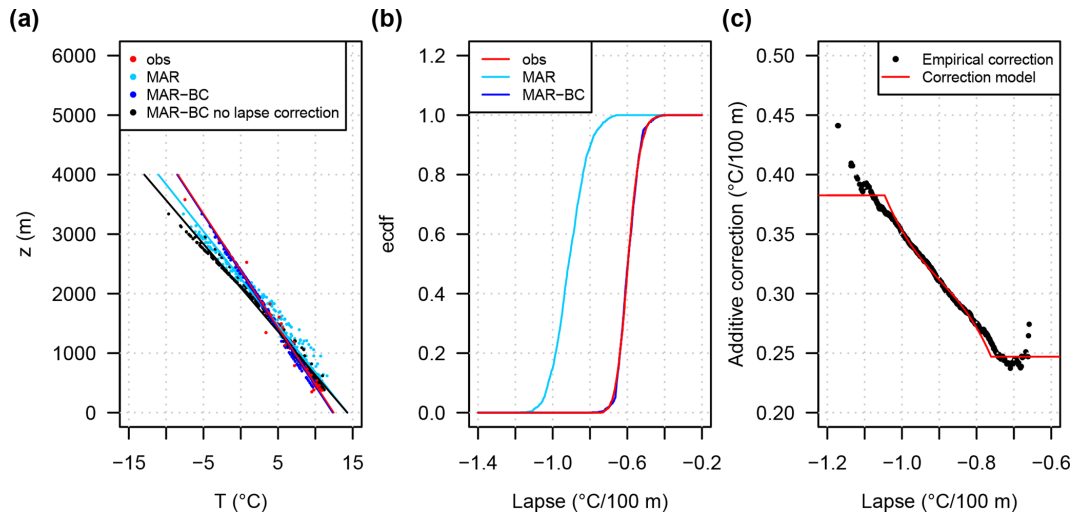 (a)
6000
5000
4000
3000
2000
1000
0
z (m)
obs
MAR
MAR−BC
MAR−BC no lapse correction
−15
−5
5
15
T (°C)
(b)
1.2
1.0
0.8
0.6
0.4
0.2
0.0
ecdf
obs
MAR
MAR−BC
−1.4
−1.0
−0.6
−0.2
Lapse (°C/100 m)
(c)
0.50
0.45
0.40
0.35
0.30
0.25
0.20
Additive correction (°C/100 m)
Empirical correction
Correction model
−1.2
−1.0
−0.8
−0.6
Lapse (°C/100 m)